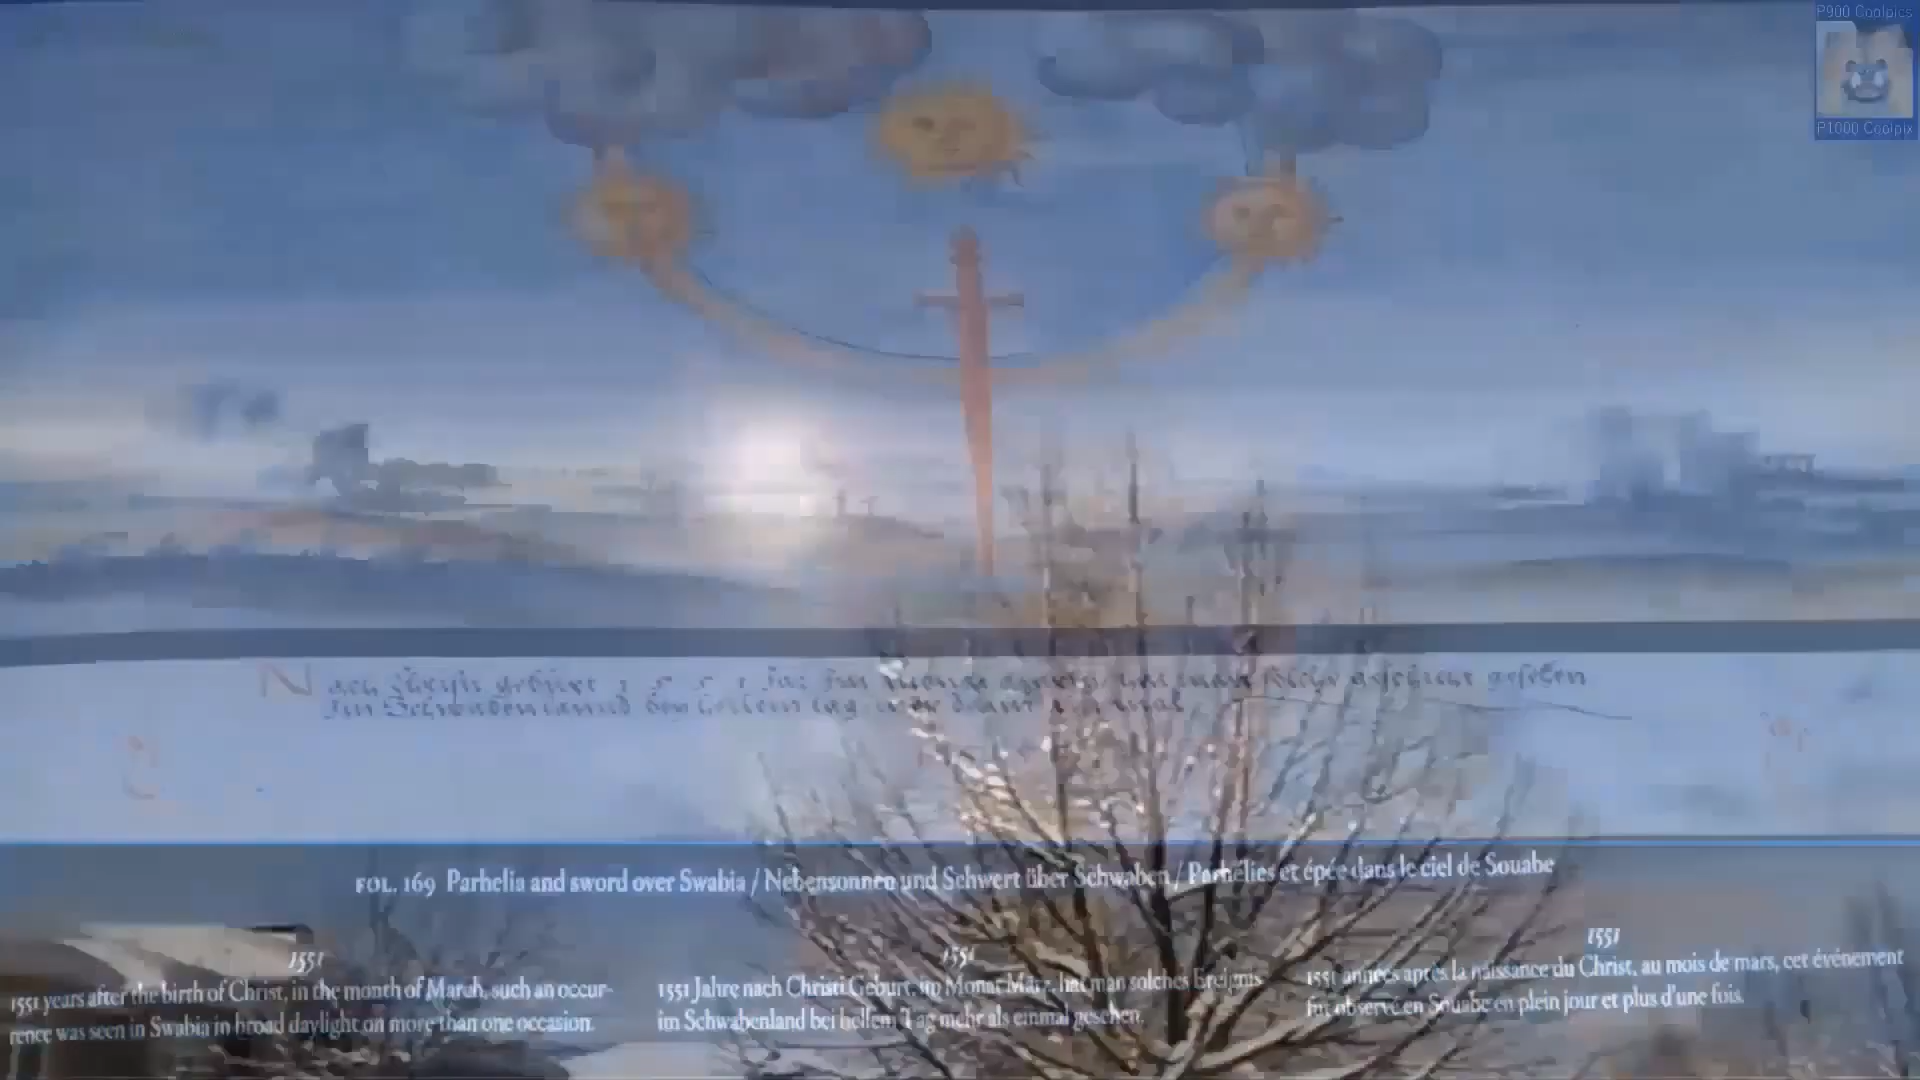 P900 Coolpics
P1000 Coolpix
FOL. 169 Parhelia and sword over Swabia / Nebensonnen und Schwert über Schwaben / Parhélies et épée dans le ciel de Souabe
1551
1551 years after the birth of Christ, in the month of March, such an occur-
rence was seen in Swabia in broad daylight on more than one occasion.
1551
1551 Jahre nach Christi Geburt, im Monat März, hat man solches Ereignis
im Schwabenland bei hellem Tag mehr als einmal gesehen.
1551
1551 années après la naissance du Christ, au mois de mars, cet événement
fut observé en Souabe en plein jour et plus d'une fois.